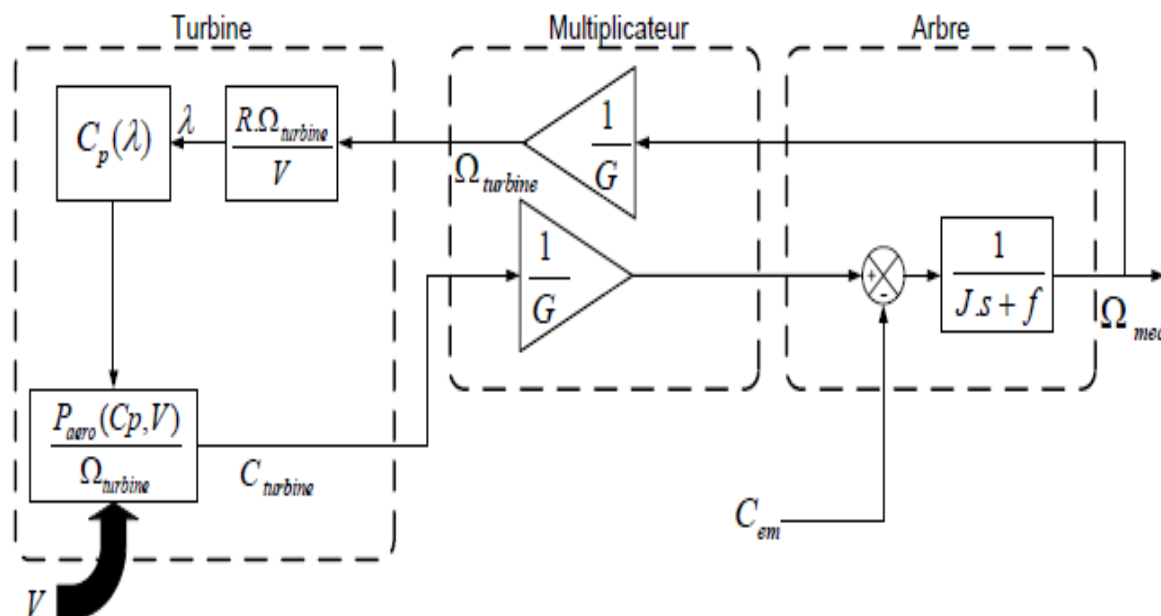 Turbine
Multiplicateur
Arbre
C_p(λ)
λ
R.Ω_turbine
V
Ω_turbine
1
G
1
G
+
-
1
J.s + f
Ω_mec
P_aero(Cp,V)
Ω_turbine
C_turbine
C_em
V